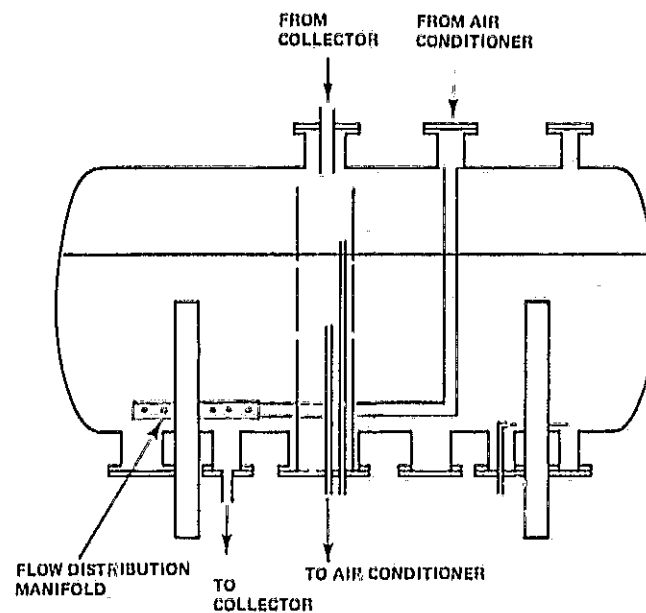 FROM
COLLECTOR
FROM AIR
CONDITIONER
FLOW DISTRIBUTION
MANIFOLD
TO
COLLECTOR
TO AIR CONDITIONER